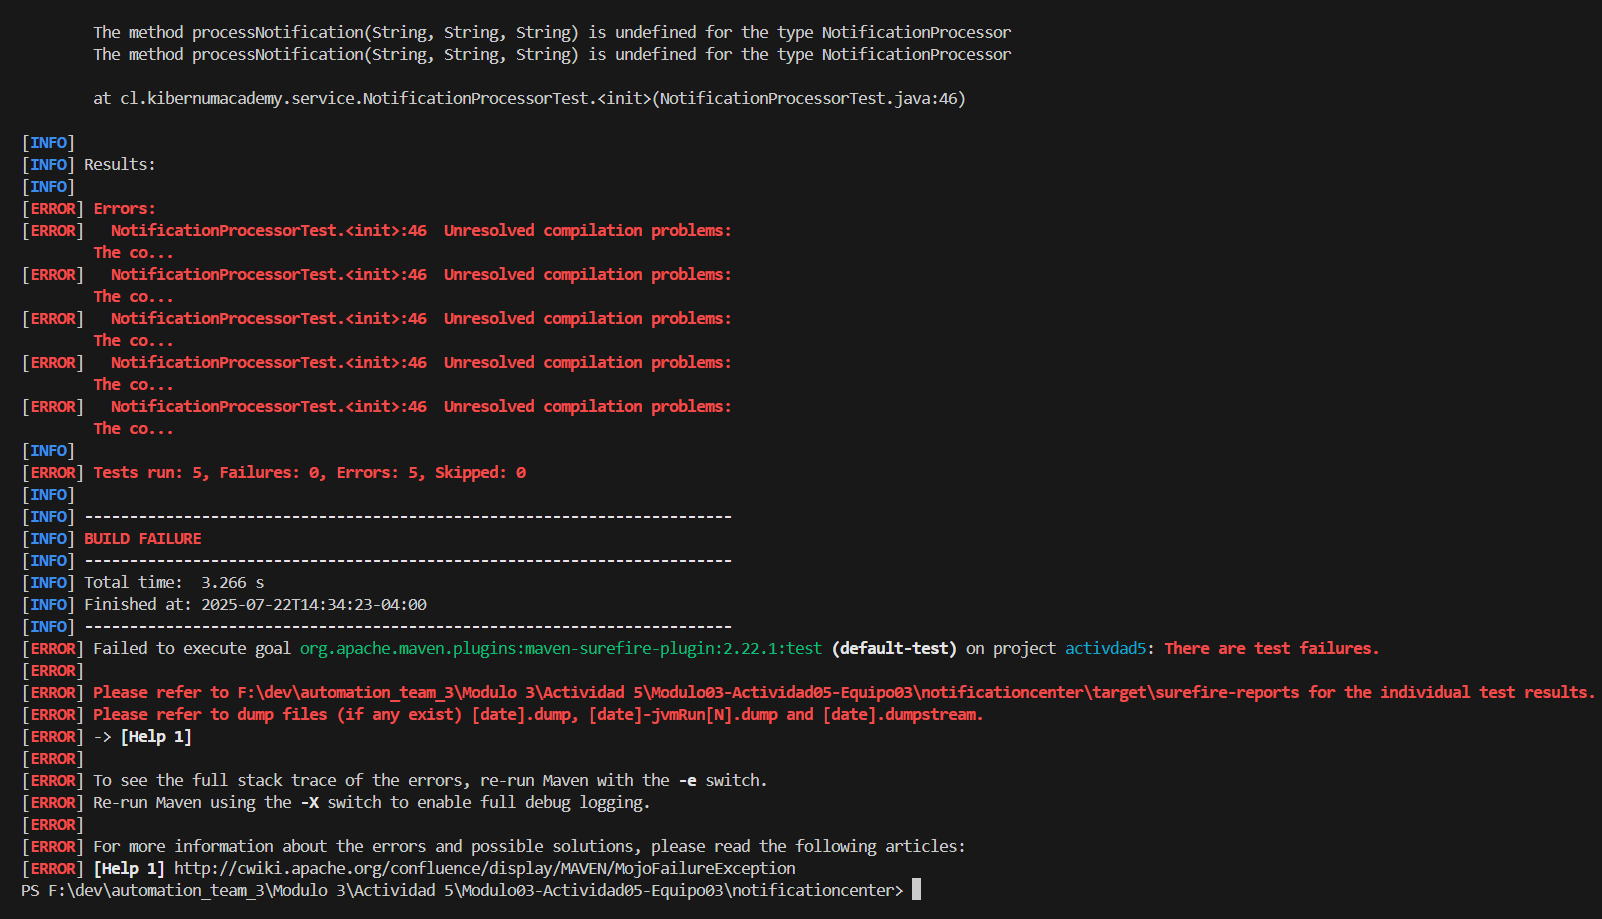 The method processNotification(String, String, String) is undefined for the type NotificationProcessor
The method processNotification(String, String, String) is undefined for the type NotificationProcessor
at cl.kibernumacademy.service.NotificationProcessorTest.<init>(NotificationProcessorTest.java:46)
[INFO]
[INFO] Results:
[INFO]
[ERROR] Errors:
[ERROR]   NotificationProcessorTest.<init>:46  Unresolved compilation problems:
The co...
[ERROR]   NotificationProcessorTest.<init>:46  Unresolved compilation problems:
The co...
[ERROR]   NotificationProcessorTest.<init>:46  Unresolved compilation problems:
The co...
[ERROR]   NotificationProcessorTest.<init>:46  Unresolved compilation problems:
The co...
[ERROR]   NotificationProcessorTest.<init>:46  Unresolved compilation problems:
The co...
[INFO]
[ERROR] Tests run: 5, Failures: 0, Errors: 5, Skipped: 0
[INFO]
[INFO] ------------------------------------------------------------------------
[INFO] BUILD FAILURE
[INFO] ------------------------------------------------------------------------
[INFO] Total time:  3.266 s
[INFO] Finished at: 2025-07-22T14:34:23-04:00
[INFO] ------------------------------------------------------------------------
[ERROR] Failed to execute goal org.apache.maven.plugins:maven-surefire-plugin:2.22.1:test (default-test) on project activdad5: There are test failures.
[ERROR]
[ERROR] Please refer to F:\dev\automation_team_3\Modulo 3\Actividad 5\Modulo03-Actividad05-Equipo03\notificationcenter\target\surefire-reports for the individual test results.
[ERROR] Please refer to dump files (if any exist) [date].dump, [date]-jvmRun[N].dump and [date].dumpstream.
[ERROR] -> [Help 1]
[ERROR]
[ERROR] To see the full stack trace of the errors, re-run Maven with the -e switch.
[ERROR] Re-run Maven using the -X switch to enable full debug logging.
[ERROR]
[ERROR] For more information about the errors and possible solutions, please read the following articles:
[ERROR] [Help 1] http://cwiki.apache.org/confluence/display/MAVEN/MojoFailureException
PS F:\dev\automation_team_3\Modulo 3\Actividad 5\Modulo03-Actividad05-Equipo03\notificationcenter>